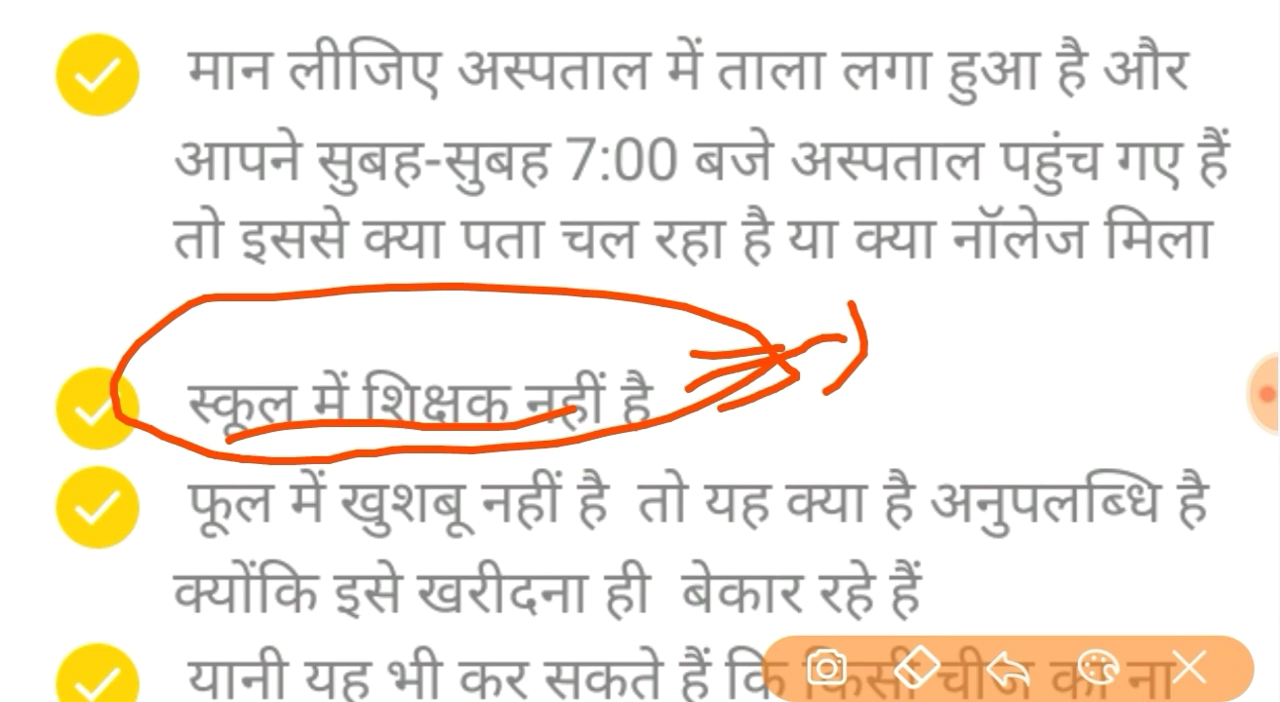 मान लीजिए अस्पताल में ताला लगा हुआ है और
आपने सुबह-सुबह 7:00 बजे अस्पताल पहुंच गए हैं
तो इससे क्या पता चल रहा है या क्या नॉलेज मिला
स्कूल में शिक्षक नहीं है
फूल में खुशबू नहीं है तो यह क्या है अनुपलब्धि है
क्योंकि इसे खरीदना ही बेकार रहे हैं
यानी यह भी कर सकते हैं कि किसी चीज का ना